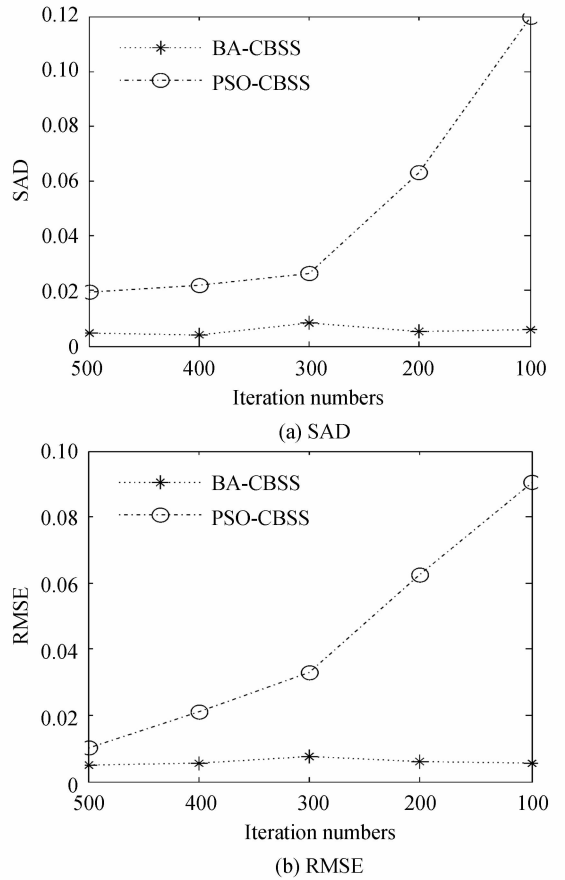 0.12
BA-CBSS
PSO-CBSS
0.10
0.08
SAD
0.06
0.04
0.02
0
500 400 300 200 100
Iteration numbers
(a) SAD
0.10
BA-CBSS
PSO-CBSS
0.08
0.06
RMSE
0.04
0.02
0
500 400 300 200 100
Iteration numbers
(b) RMSE